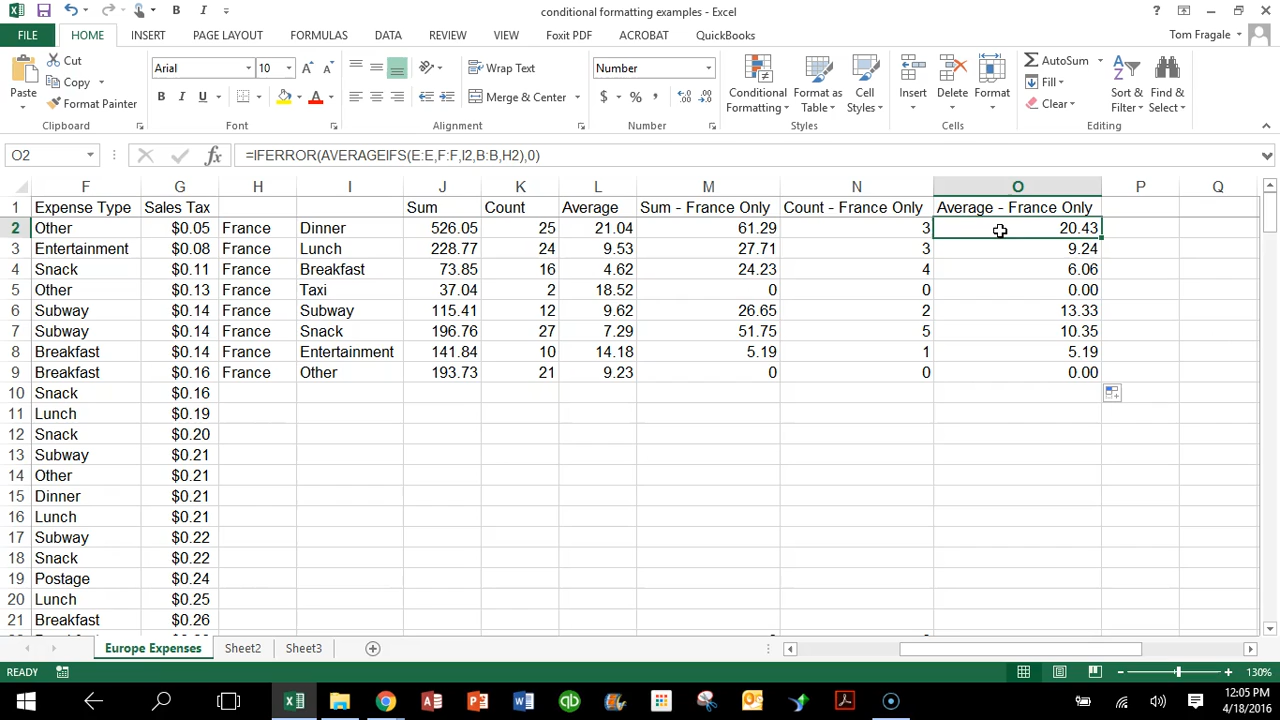 conditional formatting examples - Excel
FILE HOME INSERT PAGE LAYOUT FORMULAS DATA REVIEW VIEW Foxit PDF ACROBAT QuickBooks Tom Fragale
Paste Cut Copy Format Painter
Clipboard
Arial 10
B I U
Font
Wrap Text
Merge & Center
Alignment
Number
$ % ,
Number
Conditional Formatting Format as Table Cell Styles
Styles
Insert Delete Format
Cells
AutoSum Fill Clear Sort & Filter Find & Select
Editing
O2 fx =IFERROR(AVERAGEIFS(E:E,F:F,I2,B:B,H2),0)
F G H I J K L M N O P Q
1 Expense Type Sales Tax Sum Count Average Sum - France Only Count - France Only Average - France Only
2 Other $0.05 France Dinner 526.05 25 21.04 61.29 3 20.43
3 Entertainment $0.08 France Lunch 228.77 24 9.53 27.71 3 9.24
4 Snack $0.11 France Breakfast 73.85 16 4.62 24.23 4 6.06
5 Other $0.13 France Taxi 37.04 2 18.52 0 0 0.00
6 Subway $0.14 France Subway 115.41 12 9.62 26.65 2 13.33
7 Subway $0.14 France Snack 196.76 27 7.29 51.75 5 10.35
8 Breakfast $0.14 France Entertainment 141.84 10 14.18 5.19 1 5.19
9 Breakfast $0.16 France Other 193.73 21 9.23 0 0 0.00
10 Snack $0.16
11 Lunch $0.19
12 Snack $0.20
13 Subway $0.21
14 Other $0.21
15 Dinner $0.21
16 Lunch $0.21
17 Subway $0.22
18 Snack $0.22
19 Postage $0.24
20 Lunch $0.25
21 Breakfast $0.26
Europe Expenses Sheet2 Sheet3
READY 130%
12:05 PM
4/18/2016